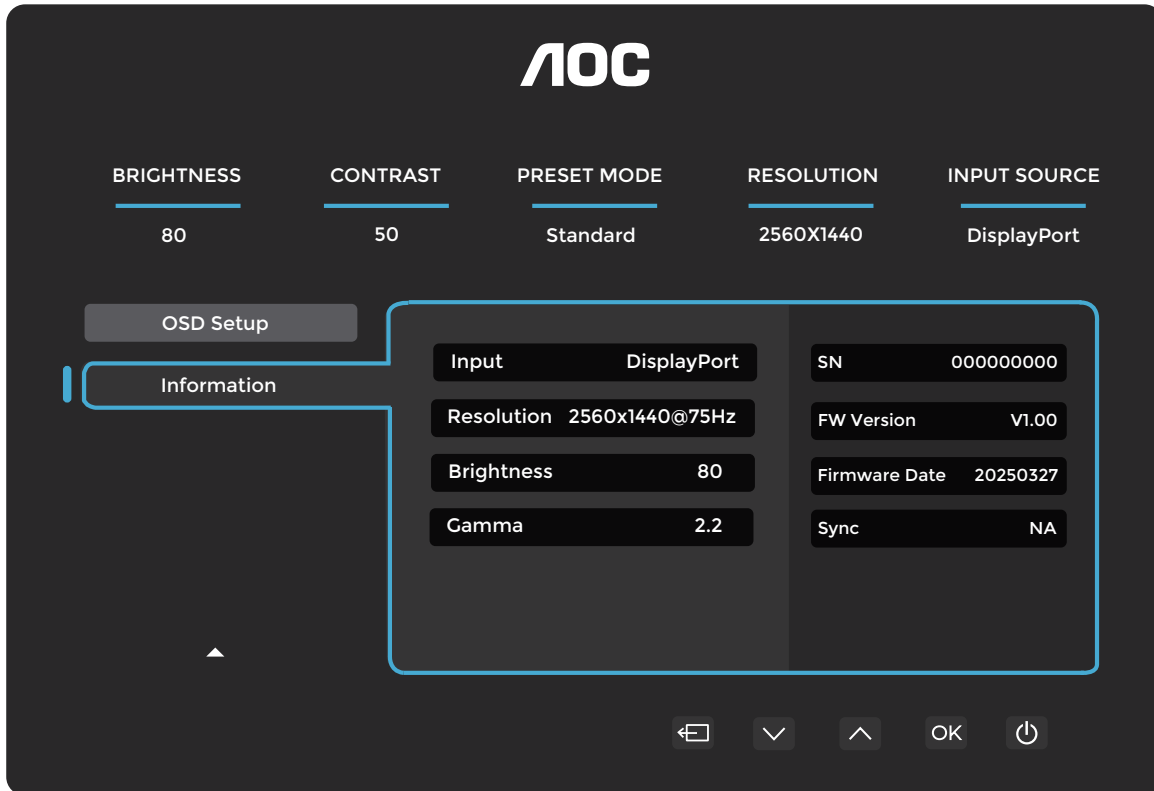 AOC
BRIGHTNESS CONTRAST PRESET MODE RESOLUTION INPUT SOURCE
80 50 Standard 2560X1440 DisplayPort
OSD Setup
Information
Input DisplayPort
Resolution 2560x1440@75Hz
Brightness 80
Gamma 2.2
SN 000000000
FW Version V1.00
Firmware Date 20250327
Sync NA
OK